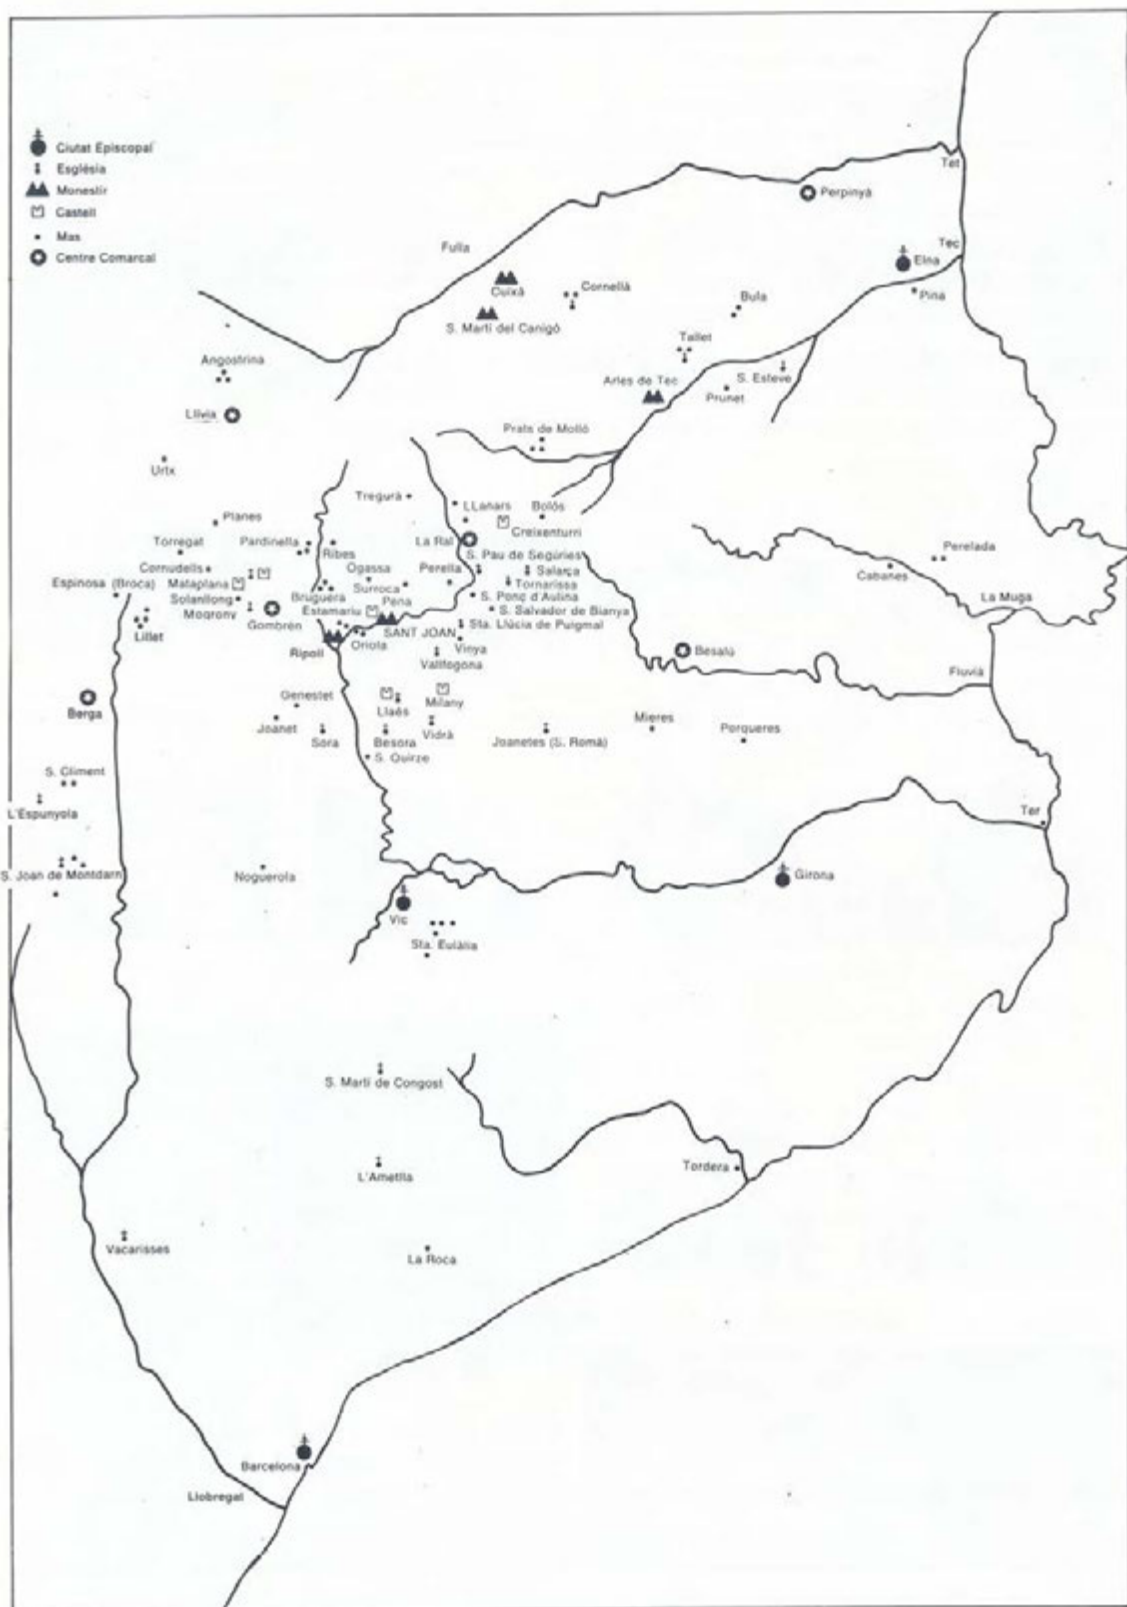 Ciutat Episcopal
Església
Monestir
Castell
Mas
Centre Comarcal
Tet
Perpinyà
Fulla
Tec
Elna
Cuixà
Cornellà
Bula
Pina
S. Martí del Canigó
Tallet
Angostrina
Arles de Tec
S. Esteve
Prunet
Llívia
Prats de Molló
Urtx
Tregurà
LLanars
Bolós
Planes
Creixenturri
Torregat
Pardinella
Ribes
La Ral
S. Pau de Segúries
Perelada
Cornudells
Ogassa
Perella
Salarça
Cabanes
Espinosa (Broca)
Mataplana
Surroca
Tornarissa
Solanllong
Bruguera
Pena
S. Ponç d'Aulina
La Muga
Mogrony
Estamariu
S. Salvador de Bianya
Lillet
Gombrèn
SANT JOAN
Sta. Llúcia de Puigmal
Ripoll
Oriola
Vinya
Vallfogona
Besalú
Fluvià
Genestet
Milany
Berga
Llaés
Joanet
Sora
Besora
Vidrà
Joanetes (S. Romà)
Mieres
Porqueres
S. Quirze
S. Climent
L'Espunyola
Ter
S. Joan de Montdarn
Noguerola
Girona
Vic
Sta. Eulàlia
S. Martí de Congost
L'Ametlla
Tordera
Vacarisses
La Roca
Barcelona
Llobregat